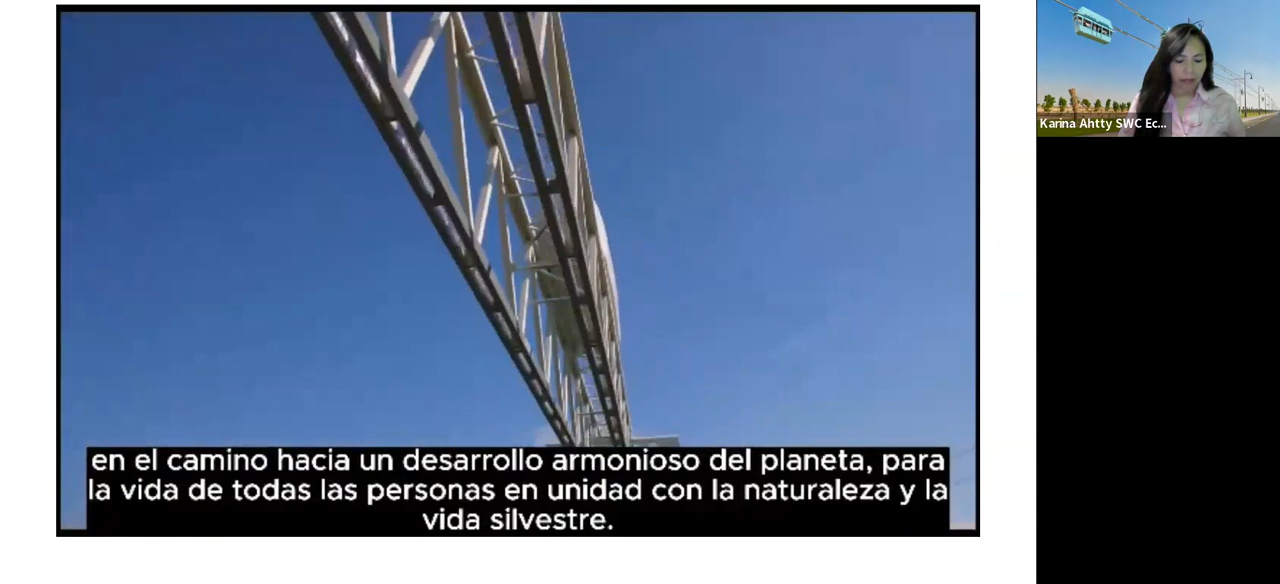 en el camino hacia un desarrollo armonioso del planeta, para
la vida de todas las personas en unidad con la naturaleza y la
vida silvestre.
Karina Ahtty SWC Ec...